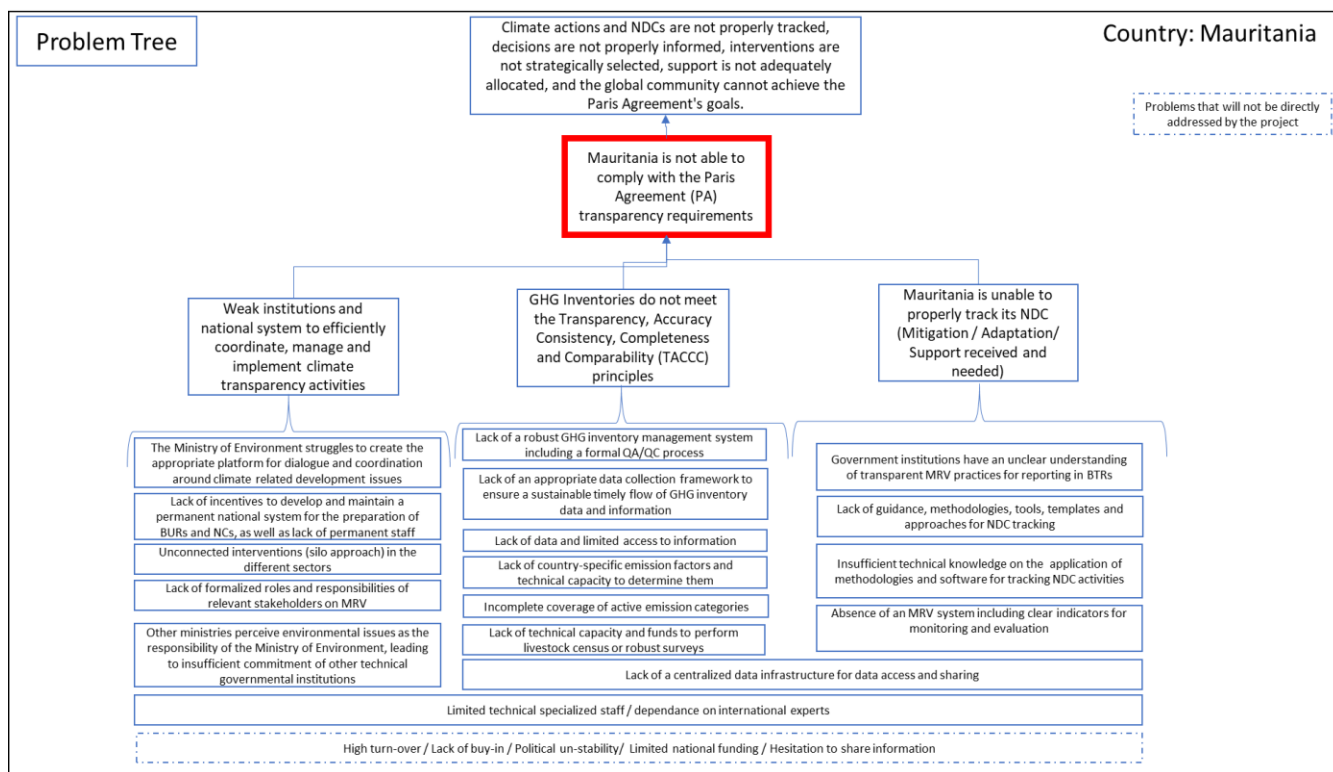 Problem Tree
Climate actions and NDCs are not properly tracked,
decisions are not properly informed, interventions are
not strategically selected, support is not adequately
allocated, and the global community cannot achieve the
Paris Agreement's goals.
Country: Mauritania
Problems that will not be directly
addressed by the project
Mauritania is not able to
comply with the Paris
Agreement (PA)
transparency requirements
Weak institutions and
national system to efficiently
coordinate, manage and
implement climate
transparency activities
GHG Inventories do not meet
the Transparency, Accuracy
Consistency, Completeness
and Comparability (TACCC)
principles
Mauritania is unable to
properly track its NDC
(Mitigation / Adaptation/
Support received and
needed)
The Ministry of Environment struggles to create the
appropriate platform for dialogue and coordination
around climate related development issues
Lack of incentives to develop and maintain a
permanent national system for the preparation of
BURs and NCs, as well as lack of permanent staff
Unconnected interventions (silo approach) in the
different sectors
Lack of formalized roles and responsibilities of
relevant stakeholders on MRV
Other ministries perceive environmental issues as the
responsibility of the Ministry of Environment, leading
to insufficient commitment of other technical
governmental institutions
Lack of a robust GHG inventory management system
including a formal QA/QC process
Lack of an appropriate data collection framework to
ensure a sustainable timely flow of GHG inventory
data and information
Lack of data and limited access to information
Lack of country-specific emission factors and
technical capacity to determine them
Incomplete coverage of active emission categories
Lack of technical capacity and funds to perform
livestock census or robust surveys
Government institutions have an unclear understanding
of transparent MRV practices for reporting in BTRs
Lack of guidance, methodologies, tools, templates and
approaches for NDC tracking
Insufficient technical knowledge on the application of
methodologies and software for tracking NDC activities
Absence of an MRV system including clear indicators for
monitoring and evaluation
Lack of a centralized data infrastructure for data access and sharing
Limited technical specialized staff / dependance on international experts
High turn-over / Lack of buy-in / Political un-stability/ Limited national funding / Hesitation to share information